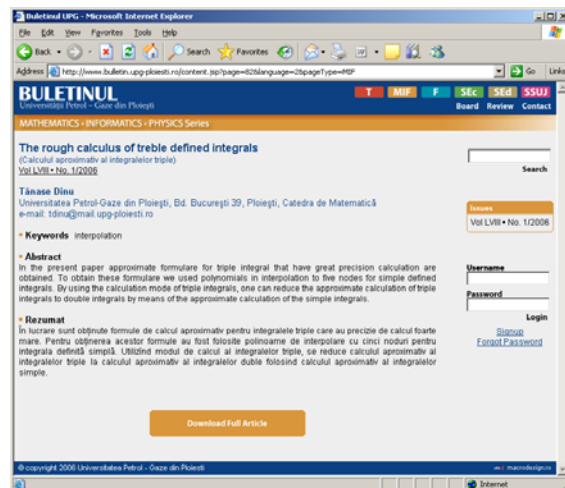 Buletinul UPG - Microsoft Internet Explorer
File Edit View Favorites Tools Help
Back Search Favorites
Address http://www.bulletin.upg-ploiesti.ro/content.jsp?page=82&language=2&pageType=MIF Go Links
BULETINUL
Universităţii Petrol – Gaze din Ploieşti
T MIF F SEc SEd SSUJ
Board Review Contact
MATHEMATICS • INFORMATICS • PHYSICS Series
The rough calculus of treble defined integrals
(Calculul aproximativ al integralelor triple)
Vol LVIII • No. 1/2006
Search
Tănase Dinu
Universitatea Petrol-Gaze din Ploieşti, Bd. Bucureşti 39, Ploieşti, Catedra de Matematică
e-mail: tdinu@mail.upg-ploiesti.ro
Issues
Vol LVIII • No. 1/2006
Keywords interpolation
Abstract
In the present paper approximate formulare for triple integral that have great precision calculation are
obtained. To obtain these formulare we used polynomials in interpolation to five nodes for simple defined
integrals. By using the calculation mode of triple integrals, one can reduce the approximate calculation of triple
integrals to double integrals by means of the approximate calculation of the simple integrals.
Username
Password
Login
Signup
Forgot Password
Rezumat
În lucrare sunt obţinute formule de calcul aproximativ pentru integralele triple care au precizie de calcul foarte
mare. Pentru obţinerea acestor formule au fost folosite polinoame de interpolare cu cinci noduri pentru
integrala definită simplă. Utilizînd modul de calcul al integralelor triple, se reduce calculul aproximativ al
integralelor triple la calculul aproximativ al integralelor duble folosind calculul aproximativ al integralelor
simple.
Download Full Article
© copyright 2006 Universitatea Petrol - Gaze din Ploiesti
macrodesign.ro
Internet